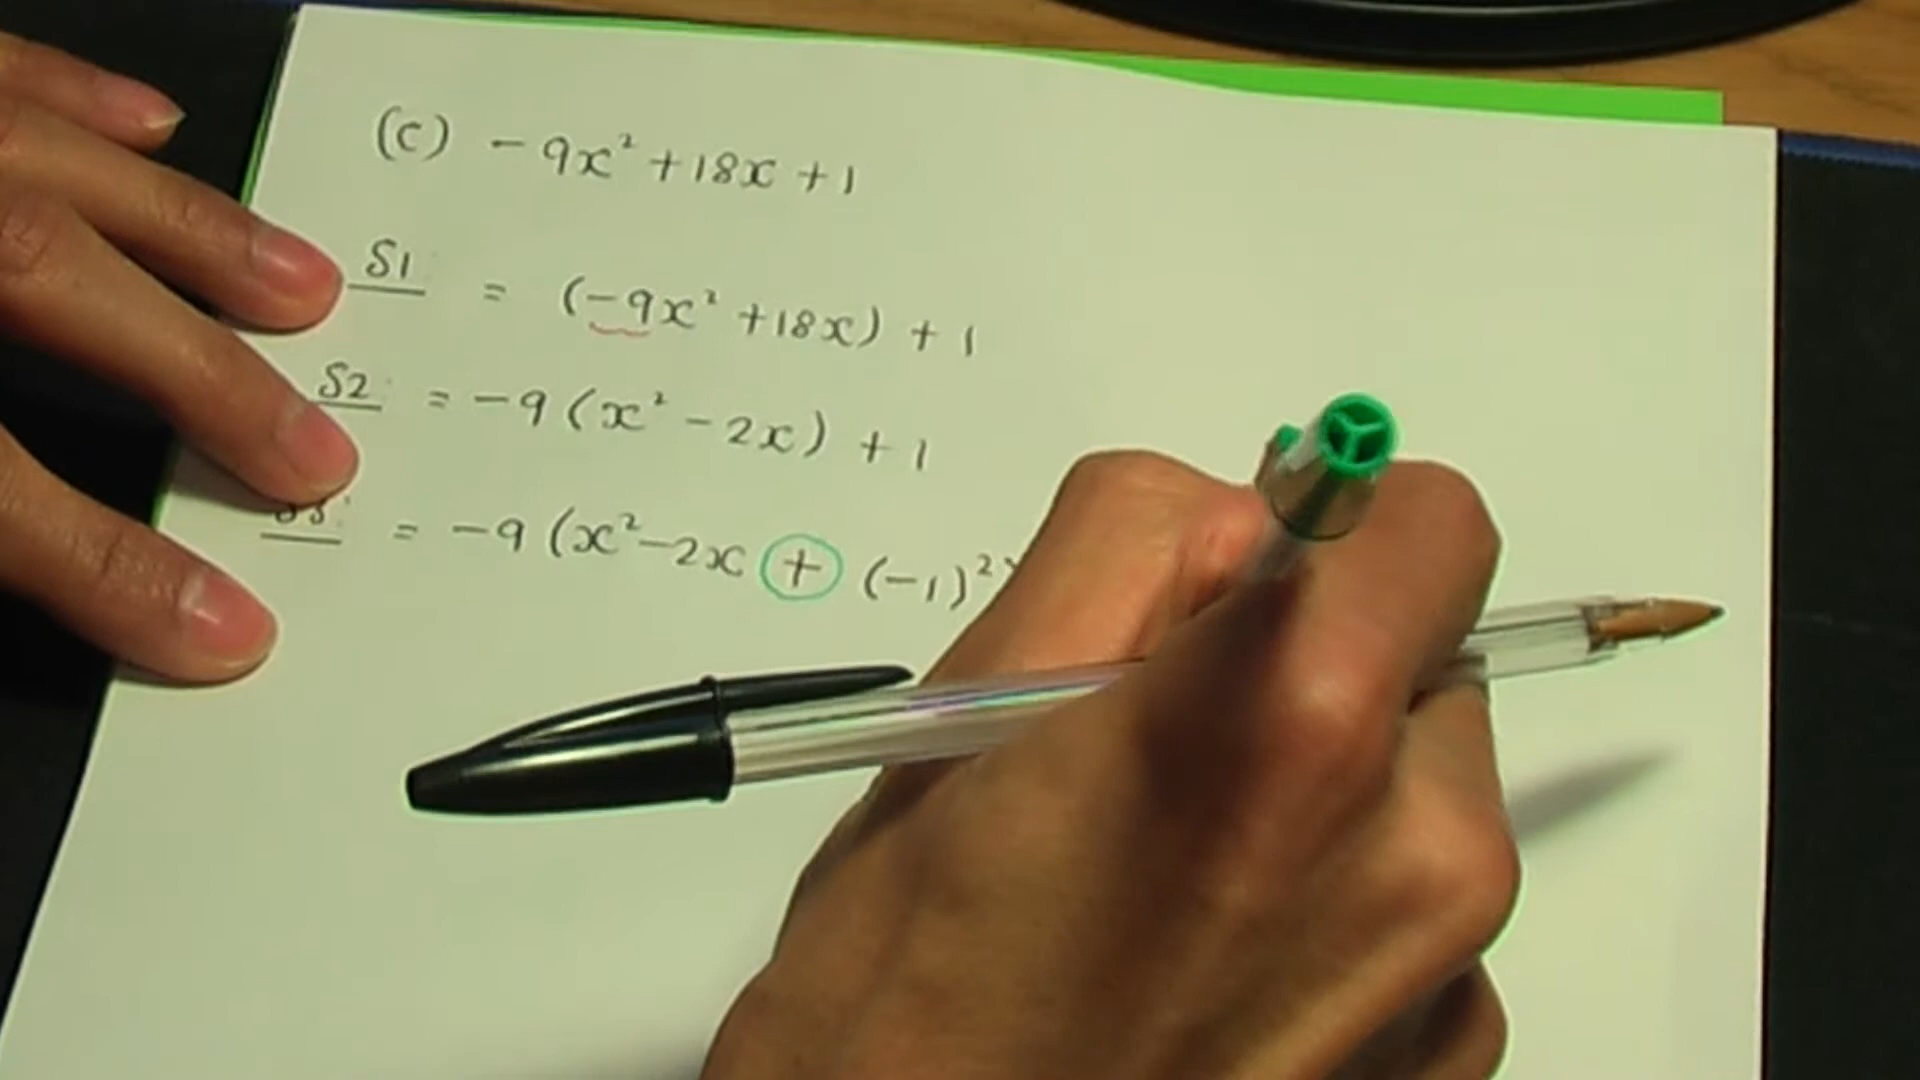 (c) -9x² +18x +1
S1 = (-9x² +18x) + 1
S2 = -9(x² -2x) + 1
= -9(x²-2x + (-1)²